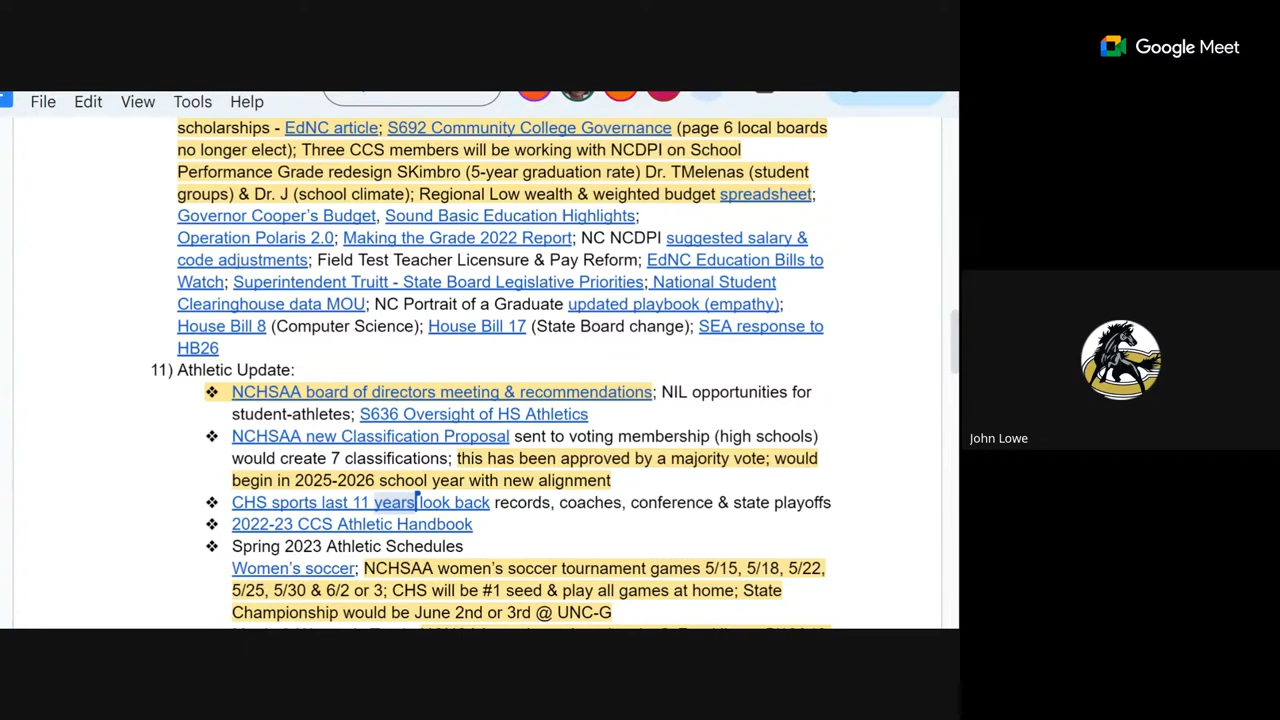 Google Meet
File Edit View Tools Help
scholarships - EdNC article; S692 Community College Governance (page 6 local boards
no longer elect); Three CCS members will be working with NCDPI on School
Performance Grade redesign SKimbro (5-year graduation rate) Dr. TMelenas (student
groups) & Dr. J (school climate); Regional Low wealth & weighted budget spreadsheet;
Governor Cooper's Budget, Sound Basic Education Highlights;
Operation Polaris 2.0; Making the Grade 2022 Report; NC NCDPI suggested salary &
code adjustments; Field Test Teacher Licensure & Pay Reform; EdNC Education Bills to
Watch; Superintendent Truitt - State Board Legislative Priorities; National Student
Clearinghouse data MOU; NC Portrait of a Graduate updated playbook (empathy);
House Bill 8 (Computer Science); House Bill 17 (State Board change); SEA response to
HB26
11) Athletic Update:
❖ NCHSAA board of directors meeting & recommendations; NIL opportunities for
student-athletes; S636 Oversight of HS Athletics
❖ NCHSAA new Classification Proposal sent to voting membership (high schools)
would create 7 classifications; this has been approved by a majority vote; would
begin in 2025-2026 school year with new alignment
❖ CHS sports last 11 years look back records, coaches, conference & state playoffs
❖ 2022-23 CCS Athletic Handbook
❖ Spring 2023 Athletic Schedules
Women's soccer; NCHSAA women's soccer tournament games 5/15, 5/18, 5/22,
5/25, 5/30 & 6/2 or 3; CHS will be #1 seed & play all games at home; State
Championship would be June 2nd or 3rd @ UNC-G
John Lowe